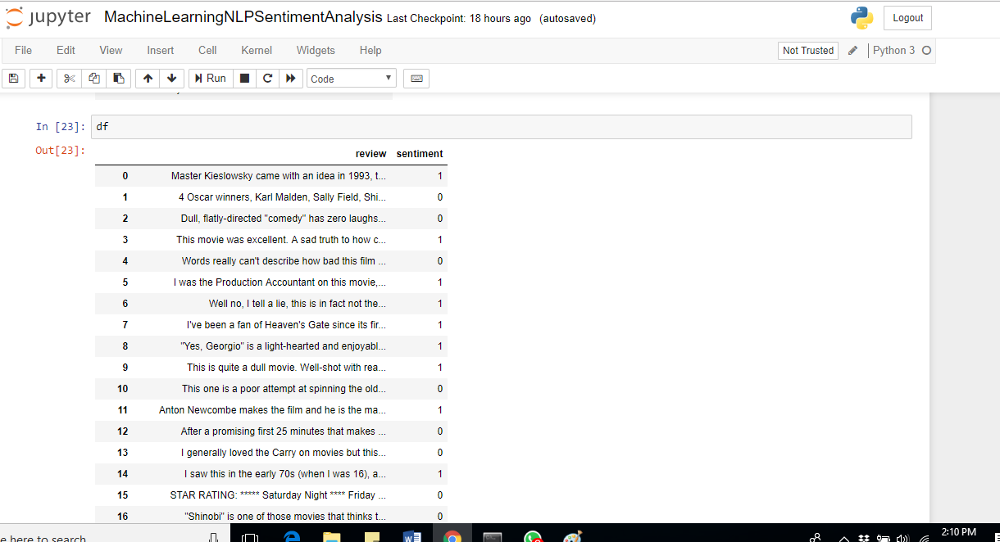 jupyter MachineLearningNLPSentimentAnalysis Last Checkpoint: 18 hours ago (autosaved) Logout
File Edit View Insert Cell Kernel Widgets Help Not Trusted Python 3
Run Code
In [23]: df
Out[23]:
review sentiment
0 Master Kieslowsky came with an idea in 1993, t... 1
1 4 Oscar winners, Karl Malden, Sally Field, Shi... 0
2 Dull, flatly-directed "comedy" has zero laughs... 0
3 This movie was excellent. A sad truth to how c... 1
4 Words really can't describe how bad this film ... 0
5 I was the Production Accountant on this movie,... 1
6 Well no, I tell a lie, this is in fact not the... 1
7 I've been a fan of Heaven's Gate since its fir... 1
8 "Yes, Georgio" is a light-hearted and enjoyabl... 1
9 This is quite a dull movie. Well-shot with rea... 1
10 This one is a poor attempt at spinning the old... 0
11 Anton Newcombe makes the film and he is the ma... 1
12 After a promising first 25 minutes that makes ... 0
13 I generally loved the Carry on movies but this... 0
14 I saw this in the early 70s (when I was 16), a... 1
15 STAR RATING: ***** Saturday Night **** Friday ... 0
16 "Shinobi" is one of those movies that thinks t... 0
e here to search
2:10 PM